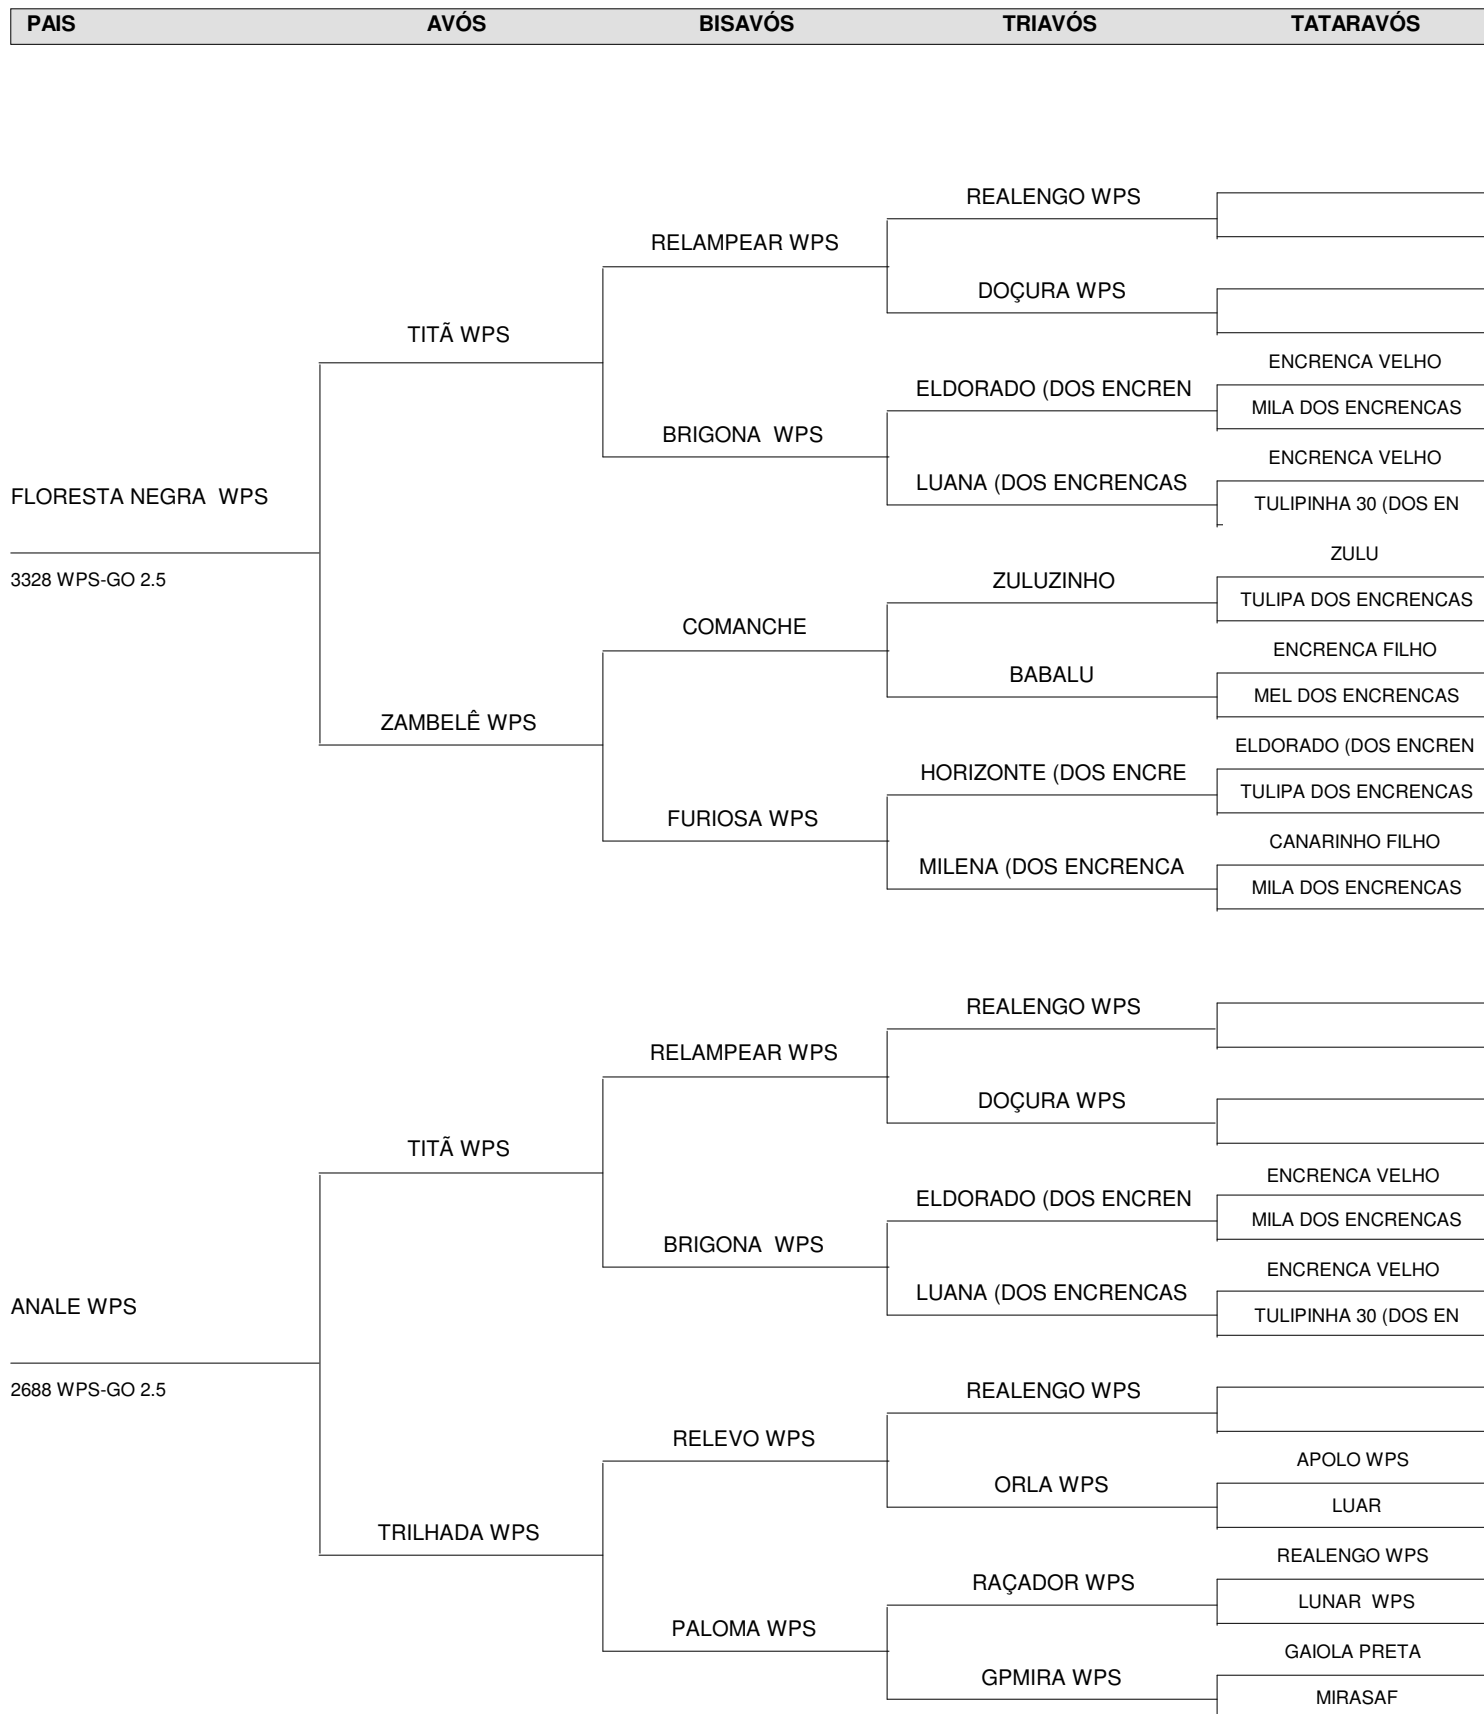 PAIS AVÓS BISAVÓS TRIAVÓS TATARAVÓS
REALENGO WPS
RELAMPEAR WPS
DOÇURA WPS
TITÃ WPS
ENCRENCA VELHO
ELDORADO (DOS ENCREN
MILA DOS ENCRENCAS
BRIGONA WPS
ENCRENCA VELHO
LUANA (DOS ENCRENCAS
FLORESTA NEGRA WPS
TULIPINHA 30 (DOS EN
ZULU
3328 WPS-GO 2.5
ZULUZINHO
TULIPA DOS ENCRENCAS
COMANCHE
ENCRENCA FILHO
BABALU
MEL DOS ENCRENCAS
ZAMBELÊ WPS
ELDORADO (DOS ENCREN
HORIZONTE (DOS ENCRE
TULIPA DOS ENCRENCAS
FURIOSA WPS
CANARINHO FILHO
MILENA (DOS ENCRENCA
MILA DOS ENCRENCAS
REALENGO WPS
RELAMPEAR WPS
DOÇURA WPS
TITÃ WPS
ENCRENCA VELHO
ELDORADO (DOS ENCREN
MILA DOS ENCRENCAS
BRIGONA WPS
ENCRENCA VELHO
LUANA (DOS ENCRENCAS
ANALE WPS
TULIPINHA 30 (DOS EN
2688 WPS-GO 2.5
REALENGO WPS
RELEVO WPS
APOLO WPS
ORLA WPS
LUAR
TRILHADA WPS
REALENGO WPS
RAÇADOR WPS
LUNAR WPS
PALOMA WPS
GAIOLA PRETA
GPMIRA WPS
MIRASAF